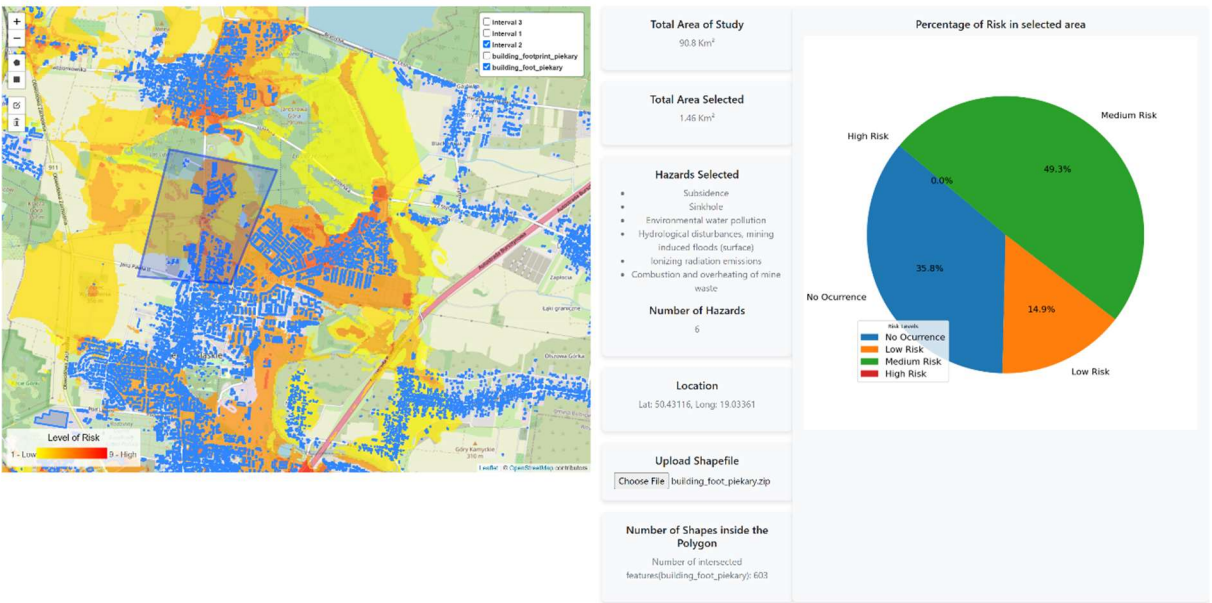 +
−
Interval 3
Interval 1
Interval 2
building_footprint_piekary
building_foot_piekary
911
Level of Risk
1 - Low
9 - High
Leaflet | © OpenStreetMap contributors
Total Area of Study
90.8 Km²
Total Area Selected
1.46 Km²
Hazards Selected
• Subsidence
• Sinkhole
• Environmental water pollution
• Hydrological disturbances, mining
induced floods (surface)
• Ionizing radiation emissions
• Combustion and overheating of mine
waste
Number of Hazards
6
Location
Lat: 50.43116, Long: 19.03361
Upload Shapefile
Choose File building_foot_piekary.zip
Number of Shapes inside the
Polygon
Number of intersected
features(building_foot_piekary): 603
Percentage of Risk in selected area
Medium Risk
High Risk
49.3%
0.0%
35.8%
No Ocurrence
14.9%
Low Risk
Risk Levels
No Ocurrence
Low Risk
Medium Risk
High Risk